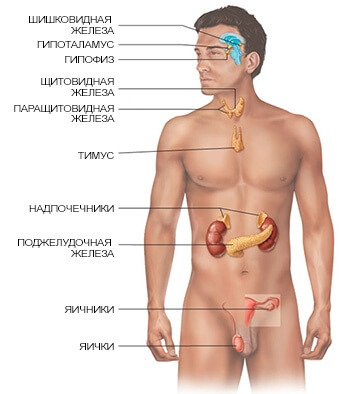 ШИШКОВИДНАЯ
ЖЕЛЕЗА
ГИПОТАЛАМУС
ГИПОФИЗ
ЩИТОВИДНАЯ
ЖЕЛЕЗА
ПАРАЩИТОВИДНАЯ
ЖЕЛЕЗА
ТИМУС
НАДПОЧЕЧНИКИ
ПОДЖЕЛУДОЧНАЯ
ЖЕЛЕЗА
ЯИЧНИКИ
ЯИЧКИ